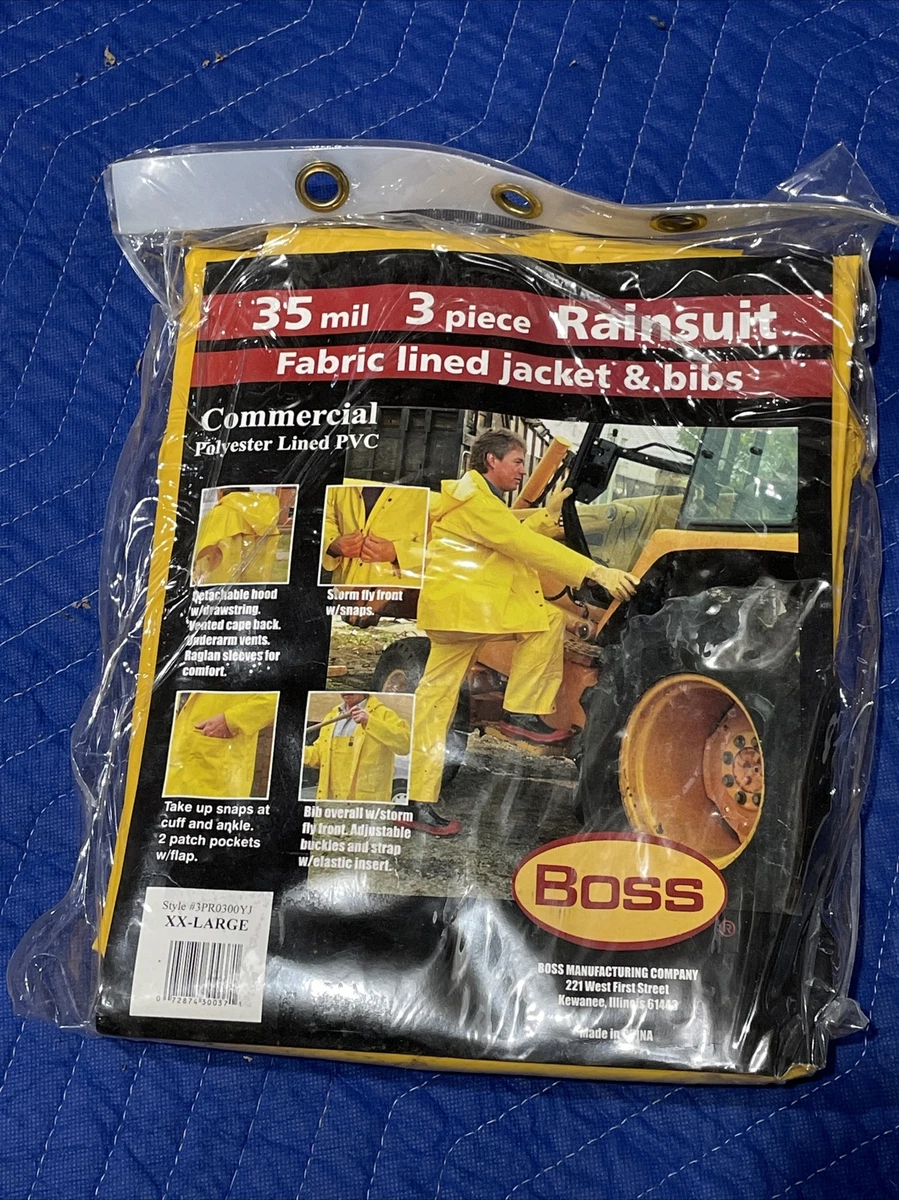 35 mil 3 piece Rainsuit
Fabric lined jacket & bibs
Commercial
Polyester Lined PVC
Detachable hood
w/drawstring.
Vented cape back.
Underarm vents.
Raglan sleeves for
comfort.
Storm fly front
w/snaps.
Take up snaps at
cuff and ankle.
2 patch pockets
w/flap.
Bib overall w/storm
fly front. Adjustable
buckles and strap
w/elastic insert.
Style #3PR0300YJ
XX-LARGE
BOSS
®
BOSS MANUFACTURING COMPANY
221 West First Street
Kewanee, Illinois 61443
Made in CHINA